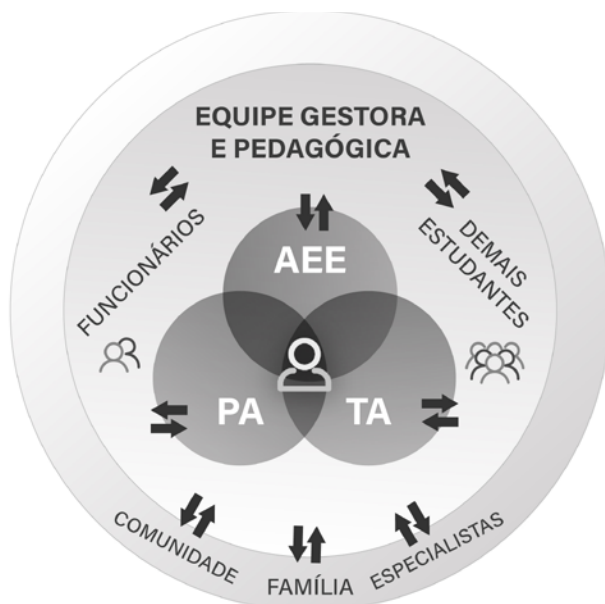 EQUIPE GESTORA
E PEDAGÓGICA
FUNCIONÁRIOS
DEMAIS
ESTUDANTES
AEE
PA
TA
COMUNIDADE
FAMÍLIA
ESPECIALISTAS